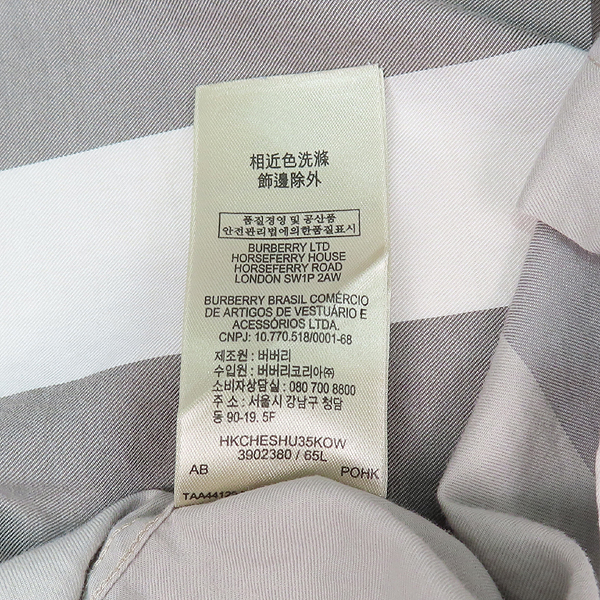 相近色洗滌
飾邊除外
품질경영 및 공산품
안전관리법에의한품질표시
BURBERRY LTD
HORSEFERRY HOUSE
HORSEFERRY ROAD
LONDON SW1P 2AW
BURBERRY BRASIL COMÉRCIO
DE ARTIGOS DE VESTUÁRIO E
ACESSÓRIOS LTDA.
CNPJ: 10.770.518/0001-68
제조원 : 버버리
수입원 : 버버리코리아㈜
소비자상담실 : 080 700 8800
주 소 : 서울시 강남구 청담
동 90-19. 5F
HKCHESHU35KOW
3902380 / 65L
AB POHK